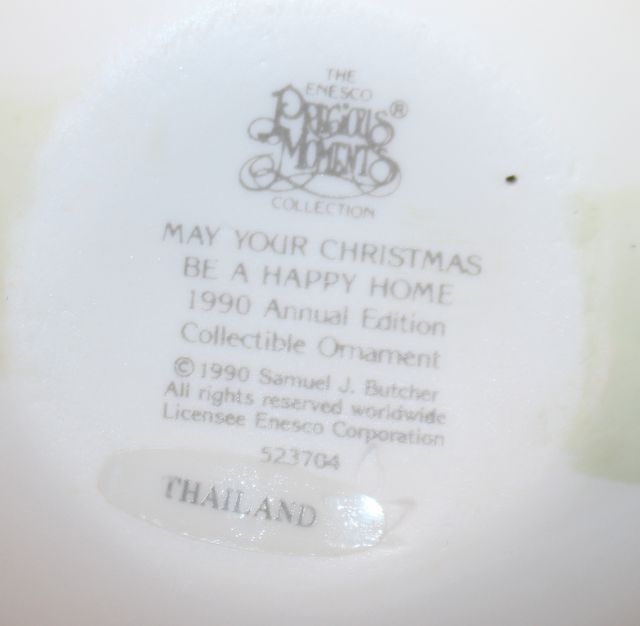 THE
ENESCO
PRECIOUS
MOMENTS®
COLLECTION
MAY YOUR CHRISTMAS
BE A HAPPY HOME
1990 Annual Edition
Collectible Ornament
©1990 Samuel J. Butcher
All rights reserved worldwide
Licensee Enesco Corporation
523704
THAILAND